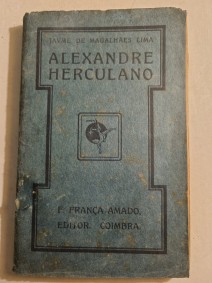 JAYME DE MAGALHÃES LIMA
ALEXANDRE
HERCULANO
F. FRANÇA AMADO,
EDITOR. COIMBRA.